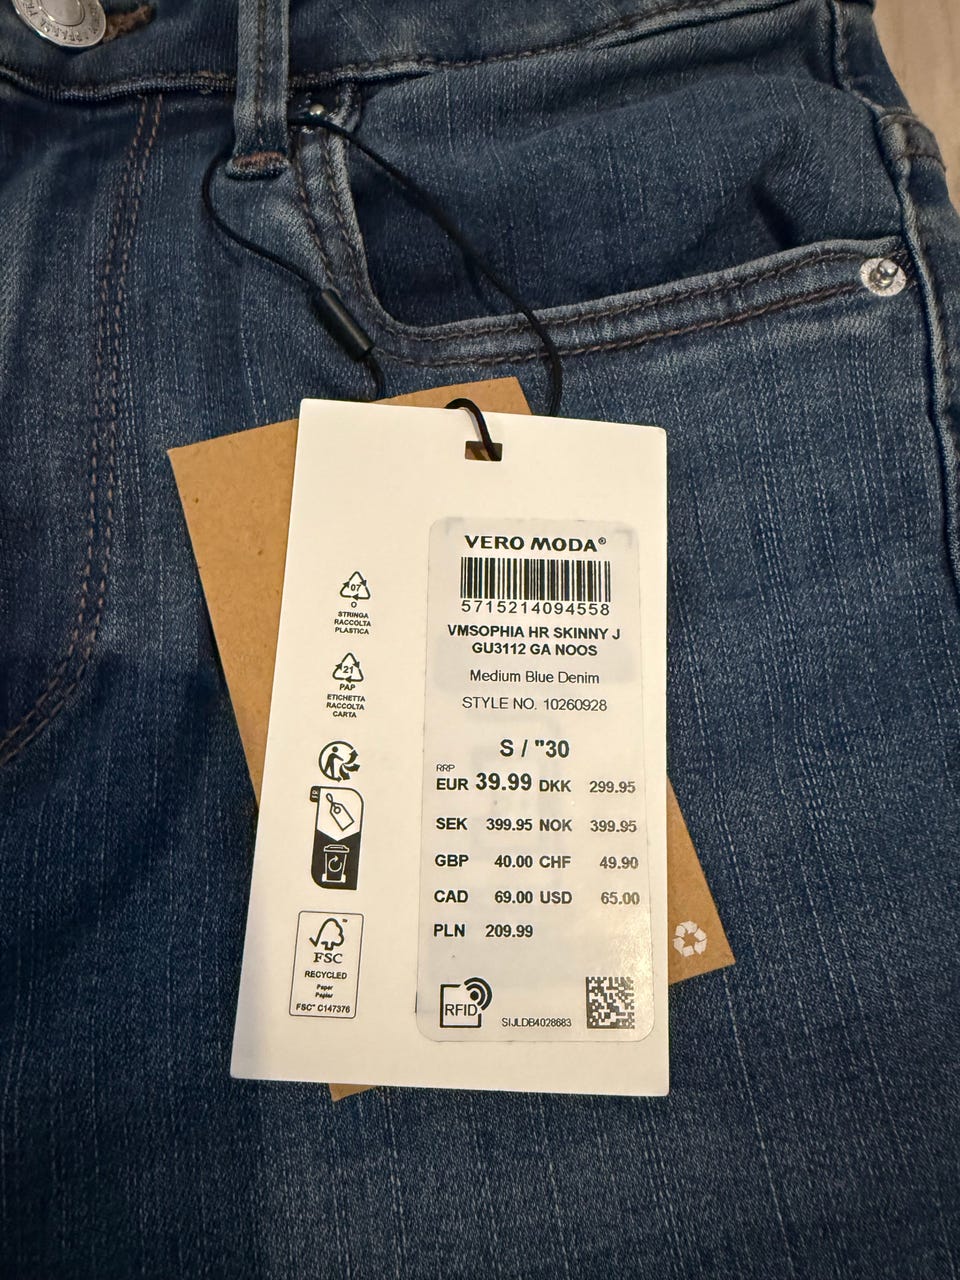 VERO MODA®
5715214094558
VMSOPHIA HR SKINNY J
GU3112 GA NOOS
Medium Blue Denim
STYLE NO. 10260928
S / "30
RRP
EUR 39.99 DKK 299.95
SEK 399.95 NOK 399.95
GBP 40.00 CHF 49.90
CAD 69.00 USD 65.00
PLN 209.99
RFID
SIJLDB4028683
07
O
STRINGA
RACCOLTA
PLASTICA
21
PAP
ETICHETTA
RACCOLTA
CARTA
FSC
RECYCLED
Paper
Papier
FSC™ C147376